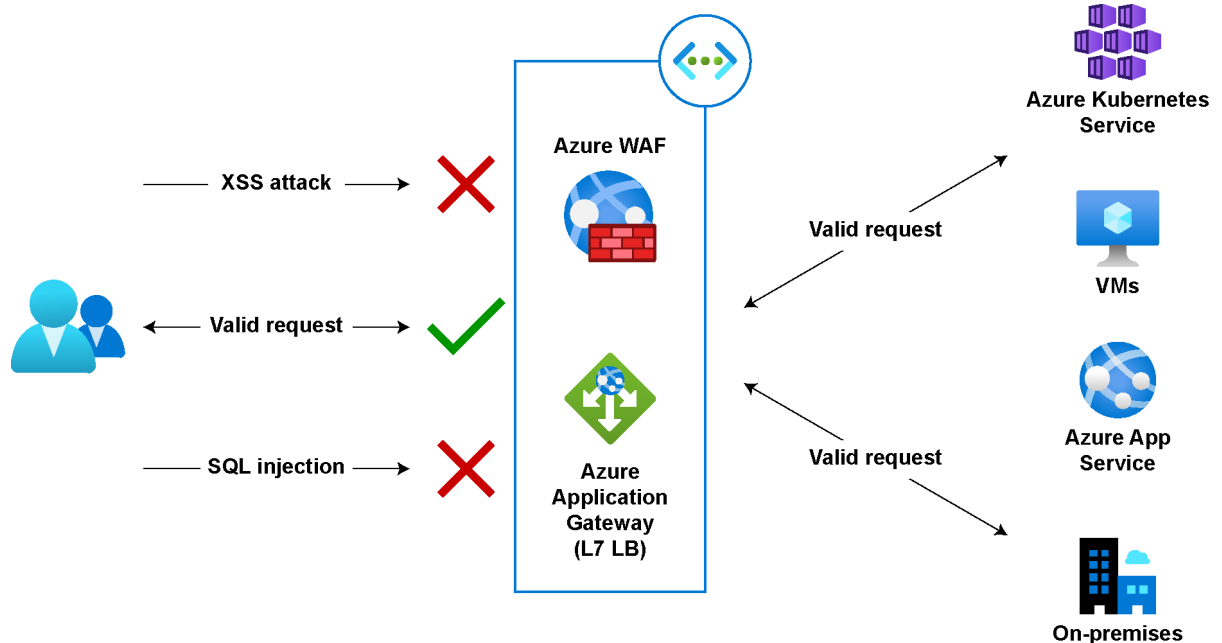 XSS attack
Valid request
SQL injection
Azure WAF
Azure
Application
Gateway
(L7 LB)
Valid request
Valid request
Azure Kubernetes
Service
VMs
Azure App
Service
On-premises